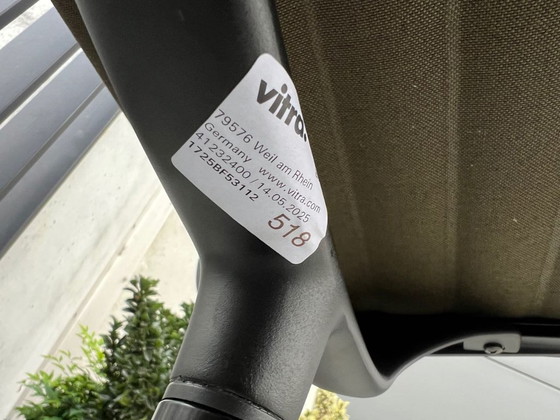 vitra.
79576 Weil am Rhein
Germany www.vitra.com
41232400 / 14.05.2025
1725BF53112
518